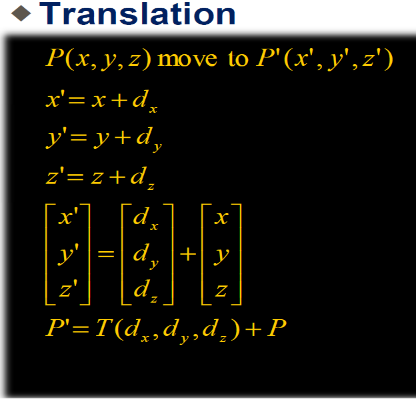 ◆ Translation
P(x, y, z) move to P'(x', y', z')
x'= x + d_x
y'= y + d_y
z'= z + d_z
[x' y' z'] = [d_x d_y d_z] + [x y z]
P'= T(d_x, d_y, d_z) + P